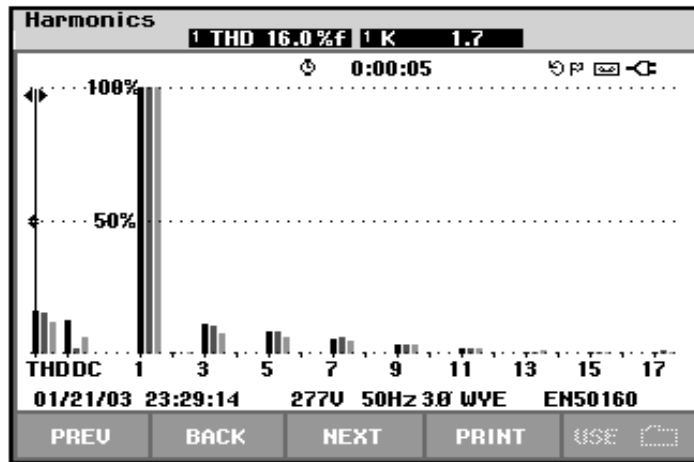 Harmonics
1 THD 16.0%f 1 K 1.7
0:00:05
100%
50%
THD DC 1 3 5 7 9 11 13 15 17
01/21/03 23:29:14 277V 50Hz 3Ø WYE EN50160
PREV BACK NEXT PRINT USE